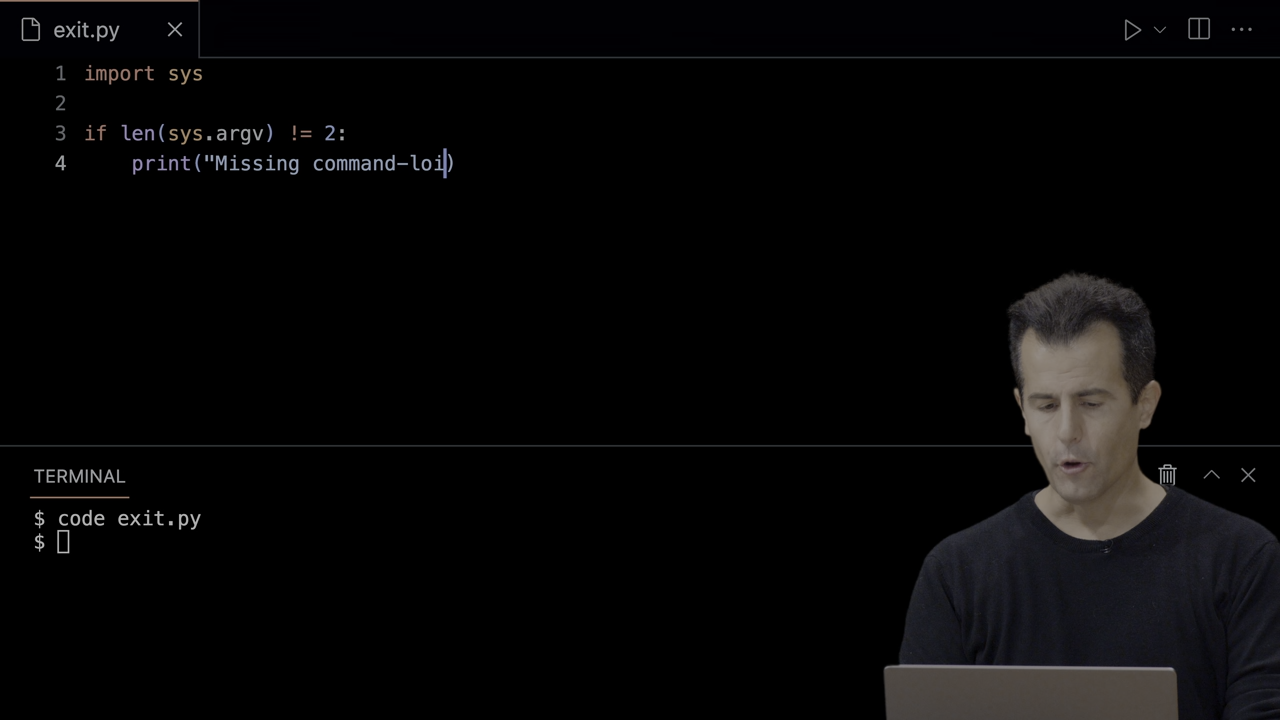 exit.py
1 import sys
2
3 if len(sys.argv) != 2:
4     print("Missing command-loi)
TERMINAL
$ code exit.py
$